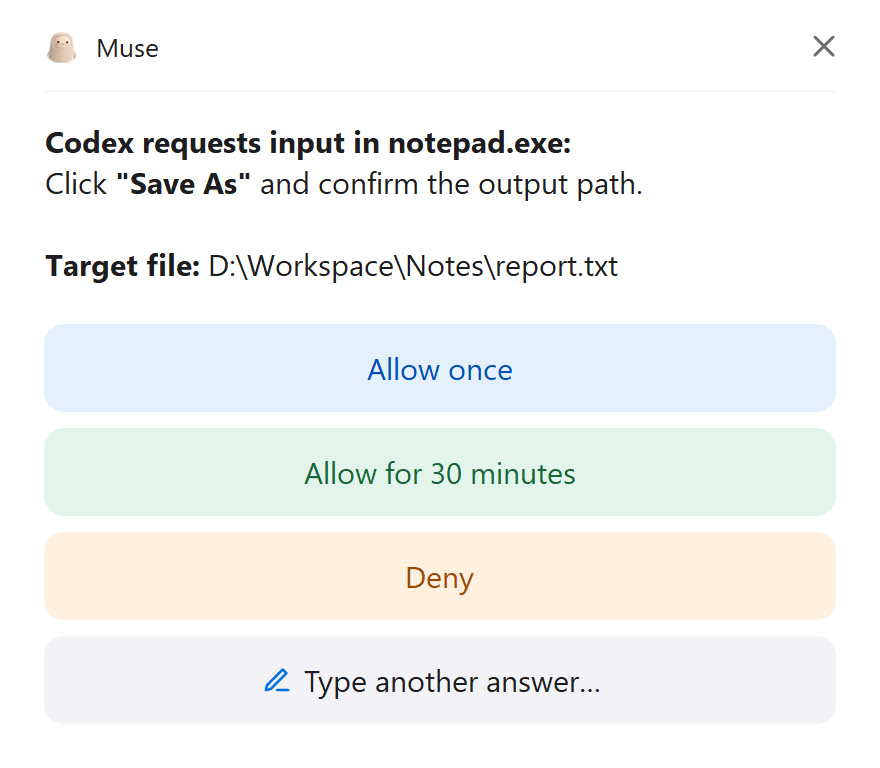 Muse
Codex requests input in notepad.exe:
Click "Save As" and confirm the output path.
Target file: D:\Workspace\Notes\report.txt
Allow once
Allow for 30 minutes
Deny
Type another answer...